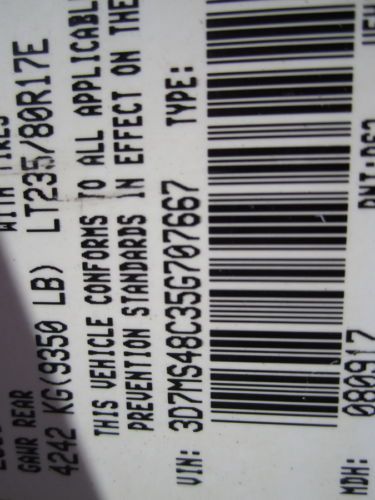 WITH TIRES
GAWR REAR
4242 KG(9350 LB) LT235/80R17E
THIS VEHICLE CONFORMS TO ALL
PREVENTION STANDARDS IN EFFECT ON THE
VIN: 3D7MS48C35G707667 TYPE:
MDH: 080917